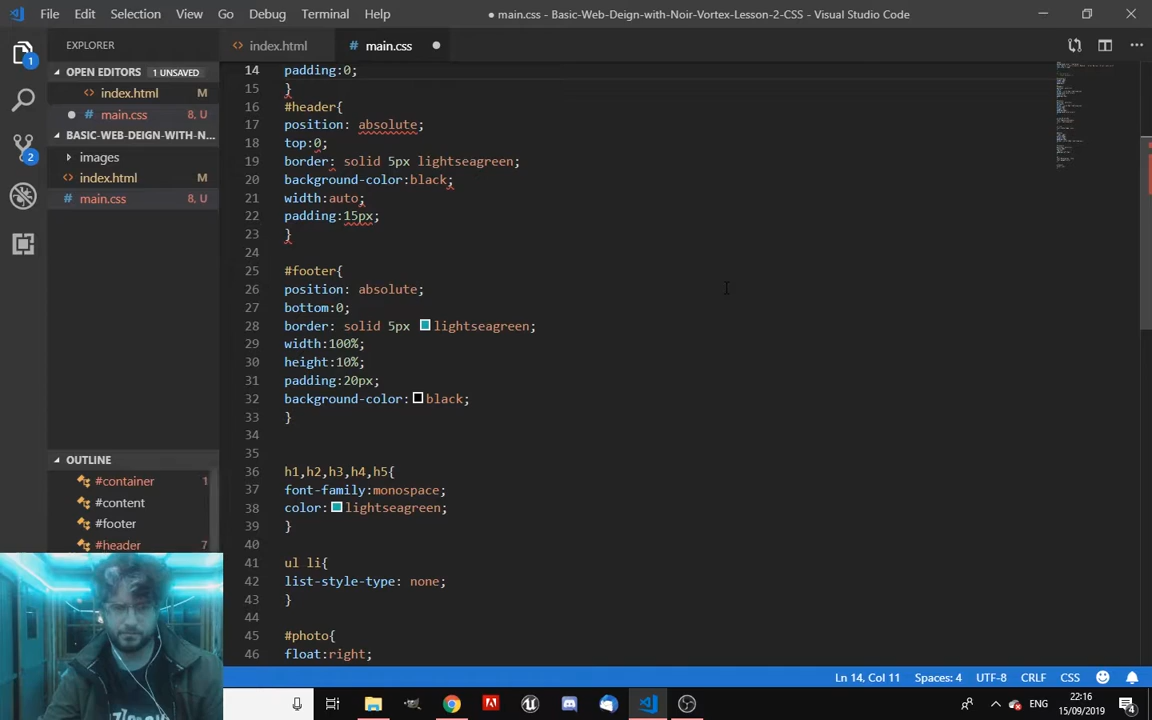 File Edit Selection View Go Debug Terminal Help
● main.css - Basic-Web-Deign-with-Noir-Vortex-Lesson-2-CSS - Visual Studio Code
EXPLORER
OPEN EDITORS 1 UNSAVED
index.html M
main.css 8, U
BASIC-WEB-DEIGN-WITH-N...
images
index.html M
main.css 8, U
OUTLINE
#container 1
#content
#footer
#header 7
1
2
index.html
# main.css
14 padding:0;
15 }
16 #header{
17 position: absolute;
18 top:0;
19 border: solid 5px lightseagreen;
20 background-color:black;
21 width:auto;
22 padding:15px;
23 }
24
25 #footer{
26 position: absolute;
27 bottom:0;
28 border: solid 5px lightseagreen;
29 width:100%;
30 height:10%;
31 padding:20px;
32 background-color: black;
33 }
34
35
36 h1,h2,h3,h4,h5{
37 font-family:monospace;
38 color: lightseagreen;
39 }
40
41 ul li{
42 list-style-type: none;
43 }
44
45 #photo{
46 float:right;
Ln 14, Col 11 Spaces: 4 UTF-8 CRLF CSS
ENG
22:16
15/09/2019
4